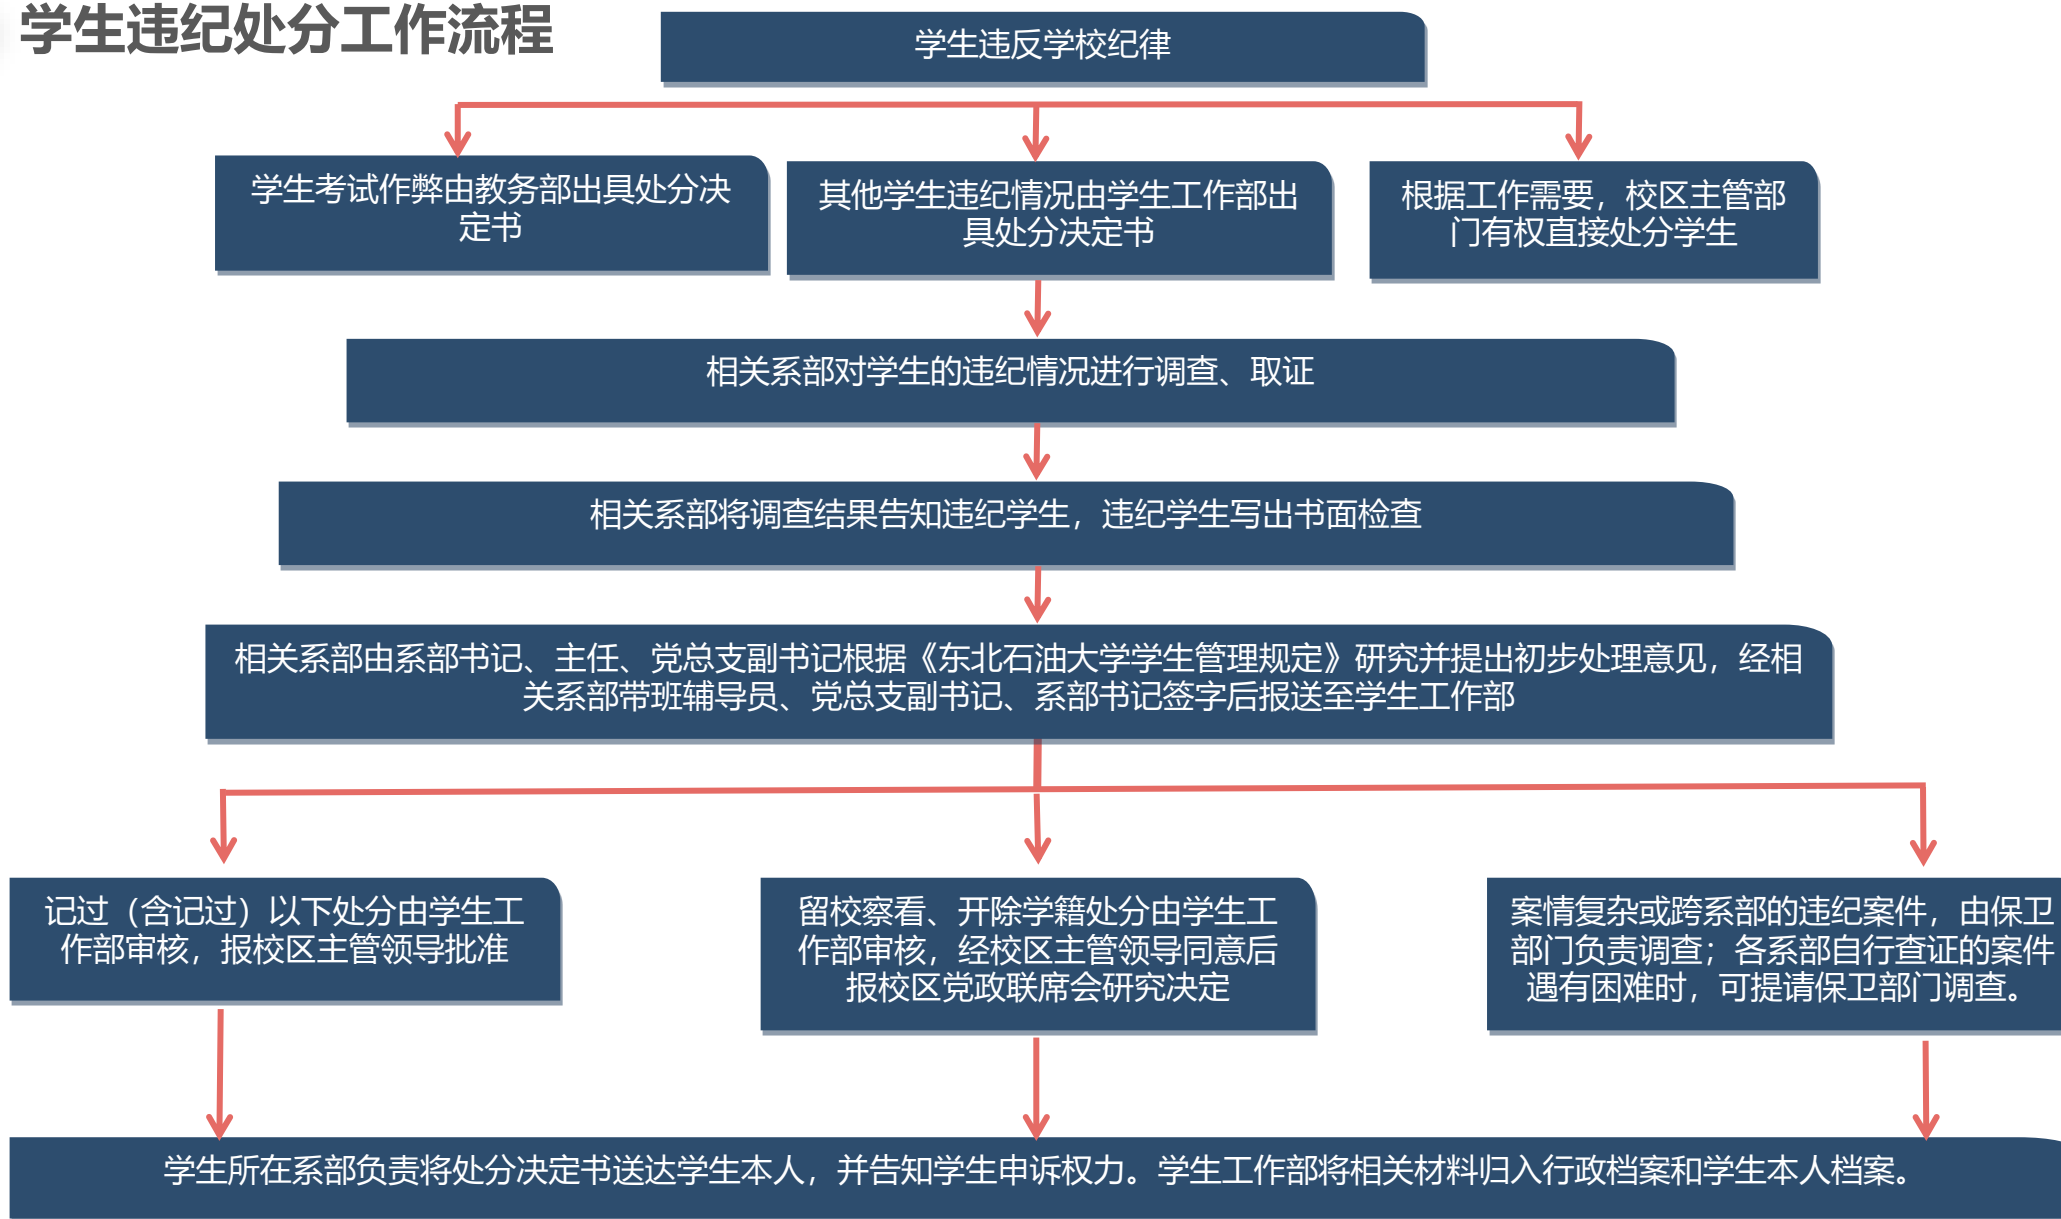 学生违纪处分工作流程
学生违反学校纪律
学生考试作弊由教务部出具处分决
定书
其他学生违纪情况由学生工作部出
具处分决定书
根据工作需要，校区主管部
门有权直接处分学生
相关系部对学生的违纪情况进行调查、取证
相关系部将调查结果告知违纪学生，违纪学生写出书面检查
相关系部由系部书记、主任、党总支副书记根据《东北石油大学学生管理规定》研究并提出初步处理意见，经相
关系部带班辅导员、党总支副书记、系部书记签字后报送至学生工作部
记过（含记过）以下处分由学生工
作部审核，报校区主管领导批准
留校察看、开除学籍处分由学生工
作部审核，经校区主管领导同意后
报校区党政联席会研究决定
案情复杂或跨系部的违纪案件，由保卫
部门负责调查；各系部自行查证的案件
遇有困难时，可提请保卫部门调查。
学生所在系部负责将处分决定书送达学生本人，并告知学生申诉权力。学生工作部将相关材料归入行政档案和学生本人档案。